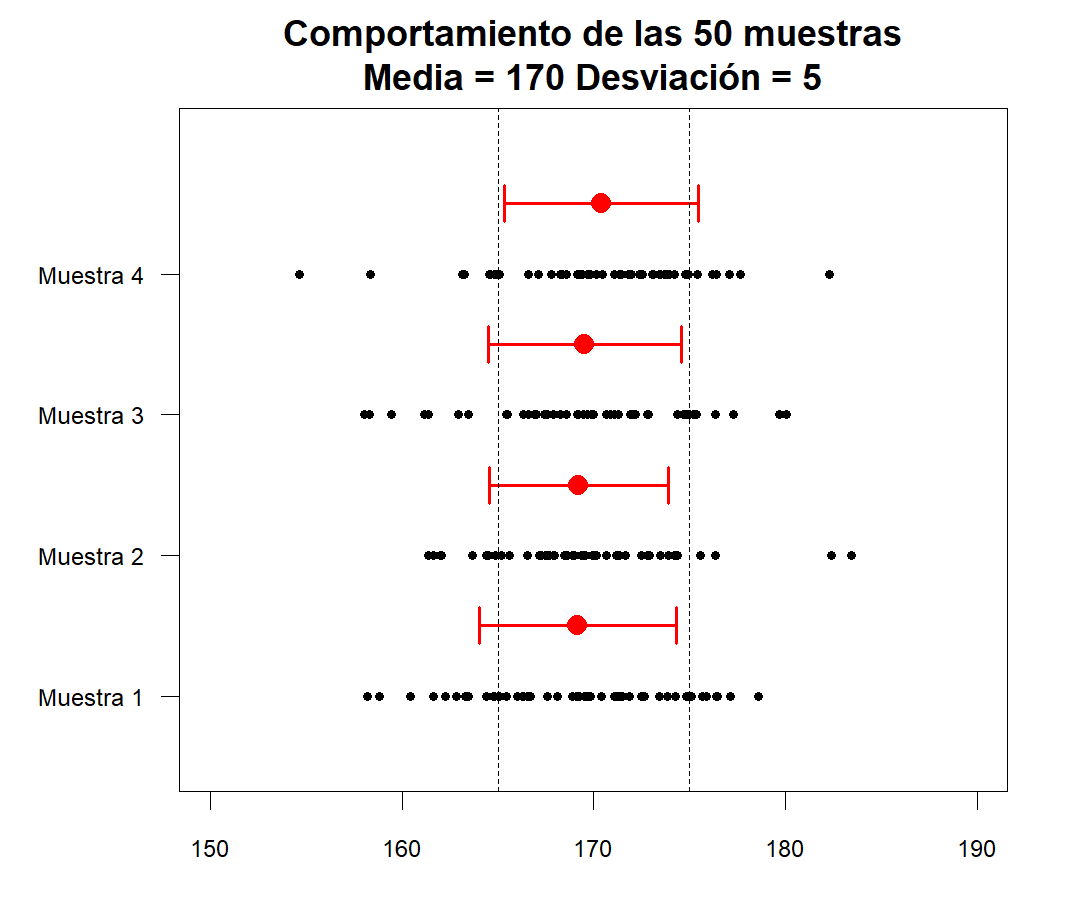 Comportamiento de las 50 muestras
Media = 170 Desviación = 5
Muestra 4
Muestra 3
Muestra 2
Muestra 1
150 160 170 180 190